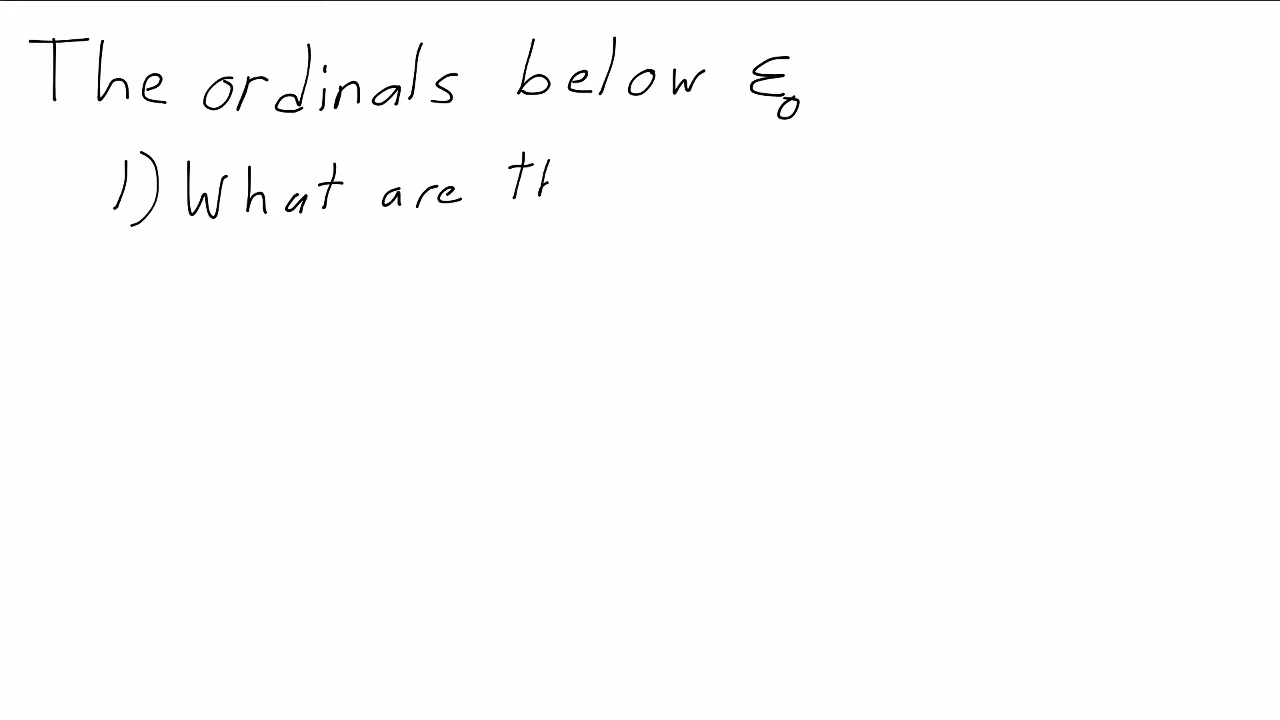 The ordinals below ε₀
1) What are th